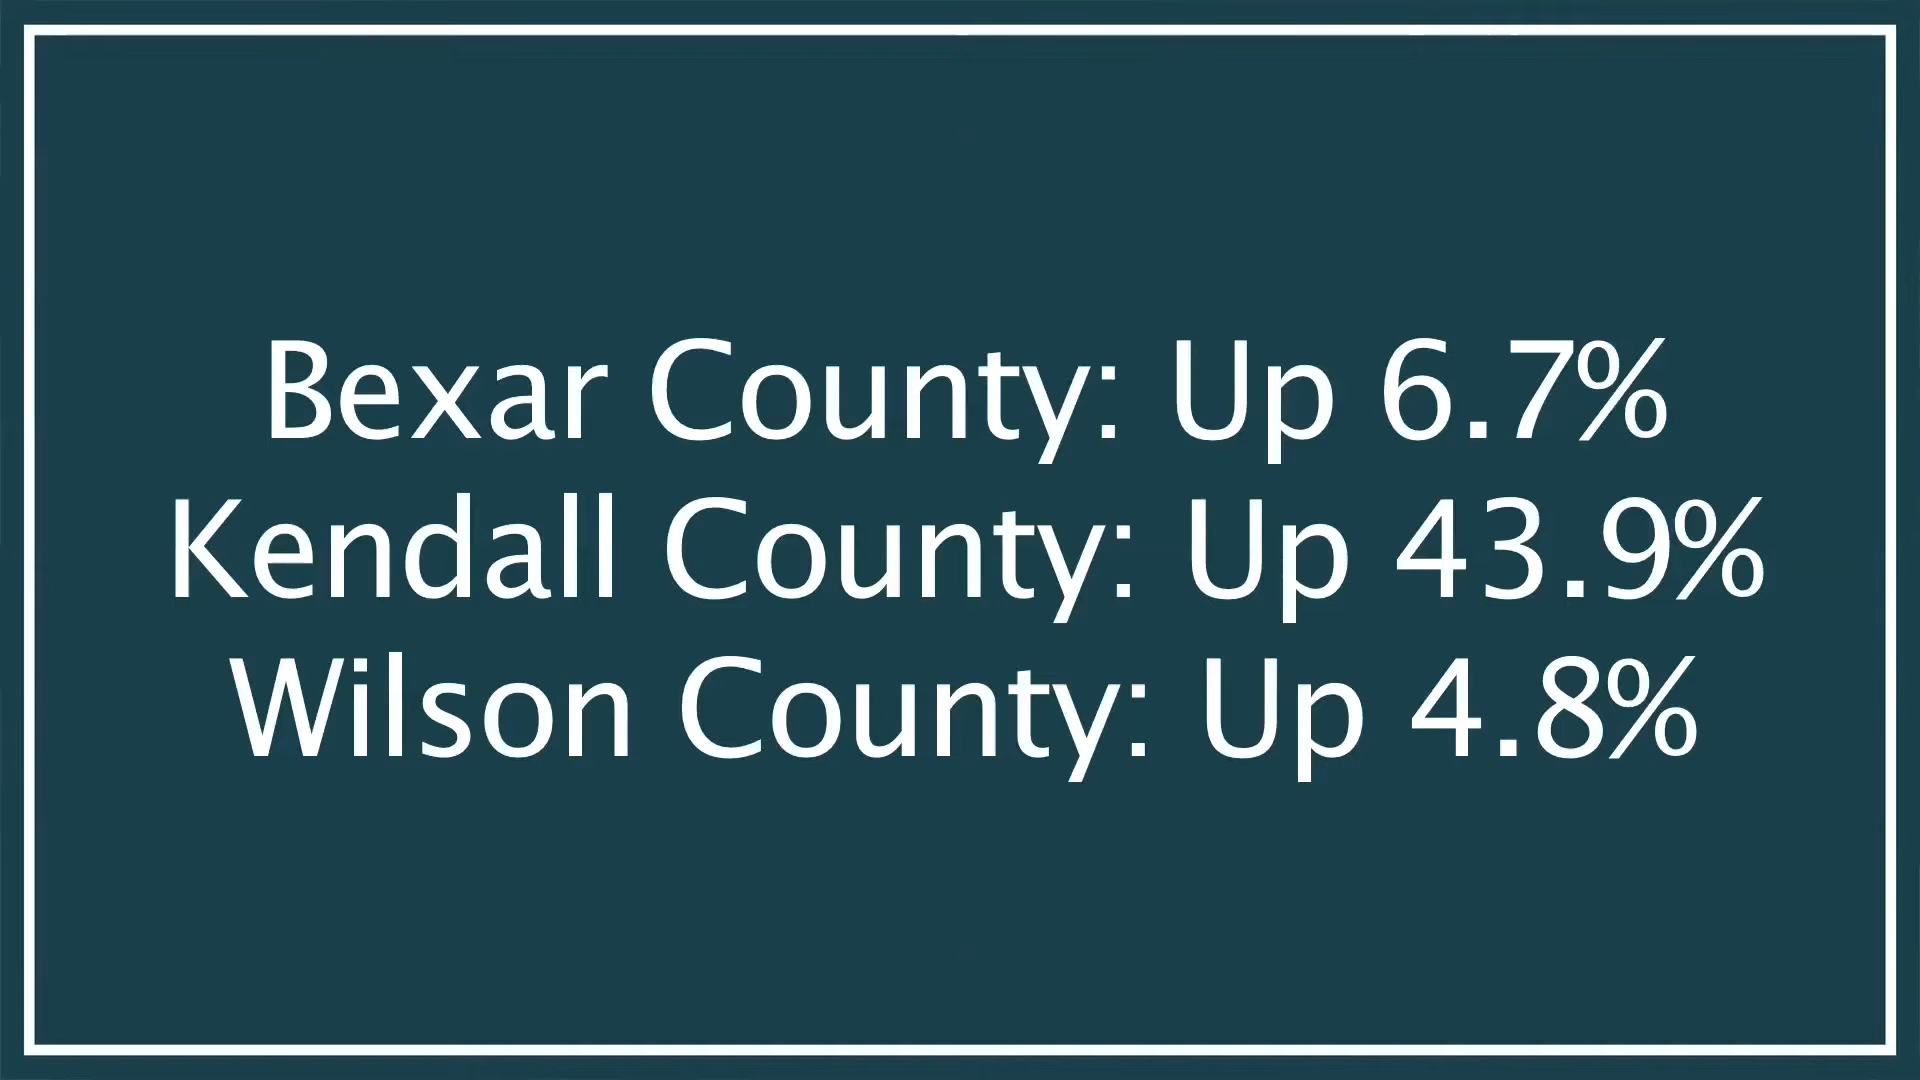 Bexar County: Up 6.7%
Kendall County: Up 43.9%
Wilson County: Up 4.8%